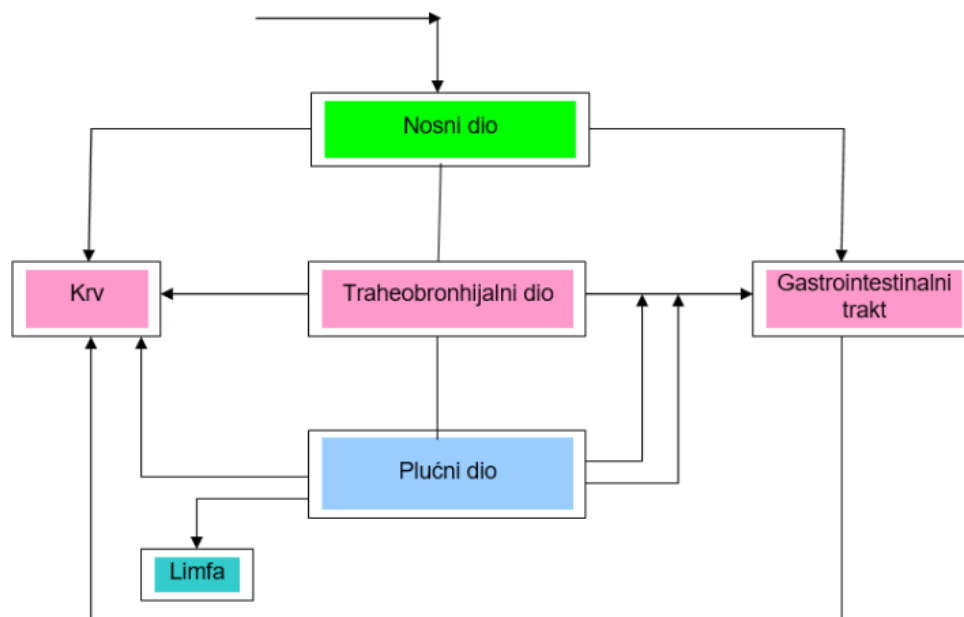 Nosni dio
Krv
Traheobronhijalni dio
Gastrointestinalni
trakt
Plućni dio
Limfa